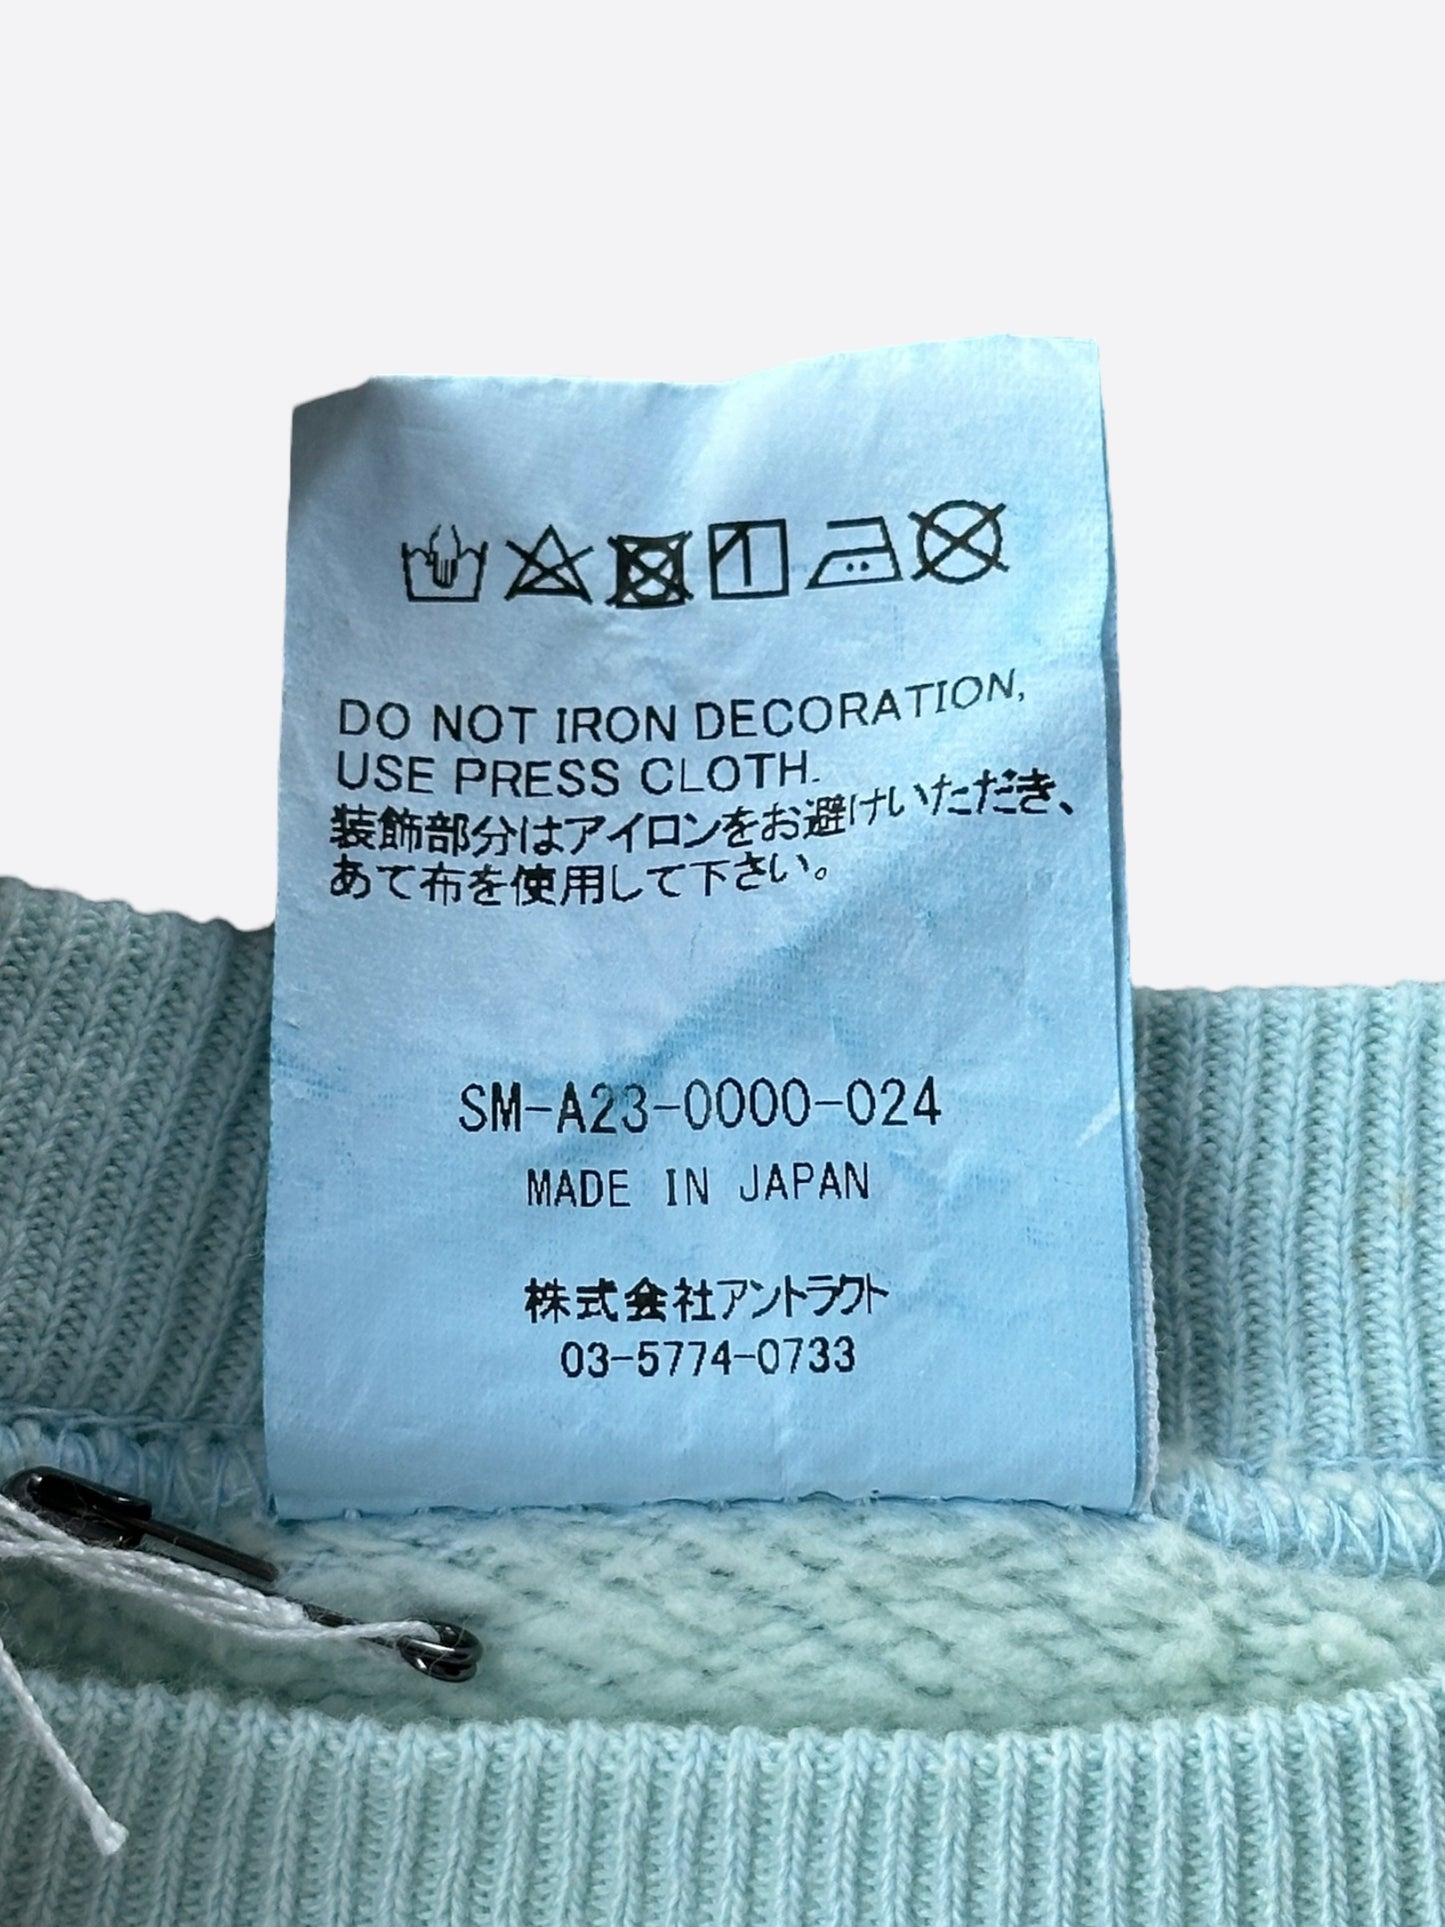 DO NOT IRON DECORATION,
USE PRESS CLOTH.
装飾部分はアイロンをお避けいただき、
あて布を使用して下さい。
SM-A23-0000-024
MADE IN JAPAN
株式会社アントラクト
03-5774-0733